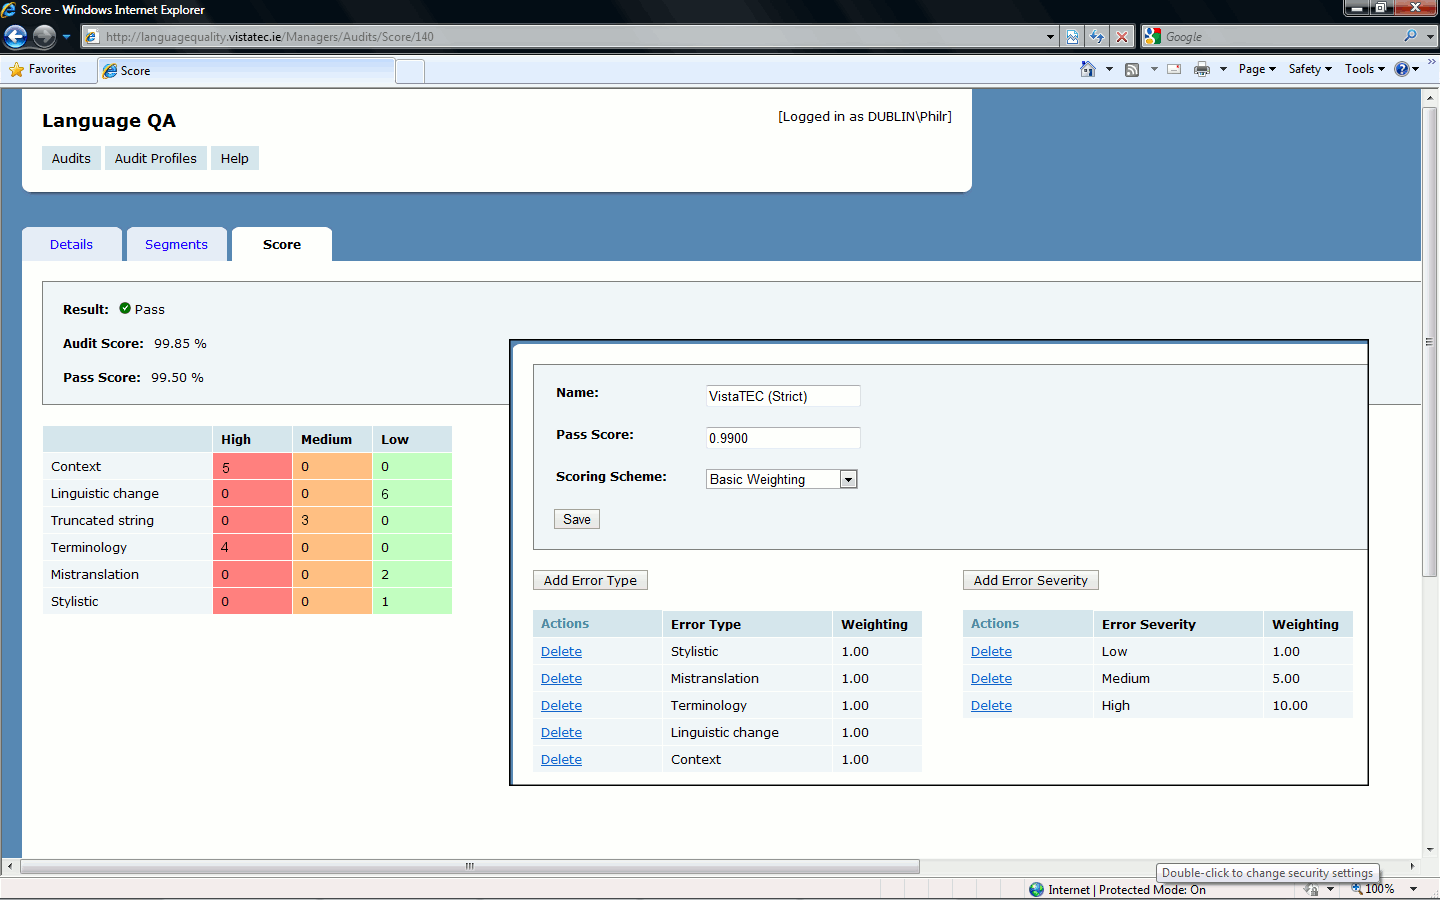 Score - Windows Internet Explorer
http://languagequality.vistatec.ie/Managers/Audits/Score/140
Google
Favorites
Score
Page
Safety
Tools
Language QA
[Logged in as DUBLIN\Philr]
Audits
Audit Profiles
Help
Details
Segments
Score
Result: Pass
Audit Score: 99.85 %
Pass Score: 99.50 %
High Medium Low
Context 5 0 0
Linguistic change 0 0 6
Truncated string 0 3 0
Terminology 4 0 0
Mistranslation 0 0 2
Stylistic 0 0 1
Name: VistaTEC (Strict)
Pass Score: 0.9900
Scoring Scheme: Basic Weighting
Save
Add Error Type
Actions Error Type Weighting
Delete Stylistic 1.00
Delete Mistranslation 1.00
Delete Terminology 1.00
Delete Linguistic change 1.00
Delete Context 1.00
Add Error Severity
Actions Error Severity Weighting
Delete Low 1.00
Delete Medium 5.00
Delete High 10.00
Double-click to change security settings
Internet | Protected Mode: On
100%